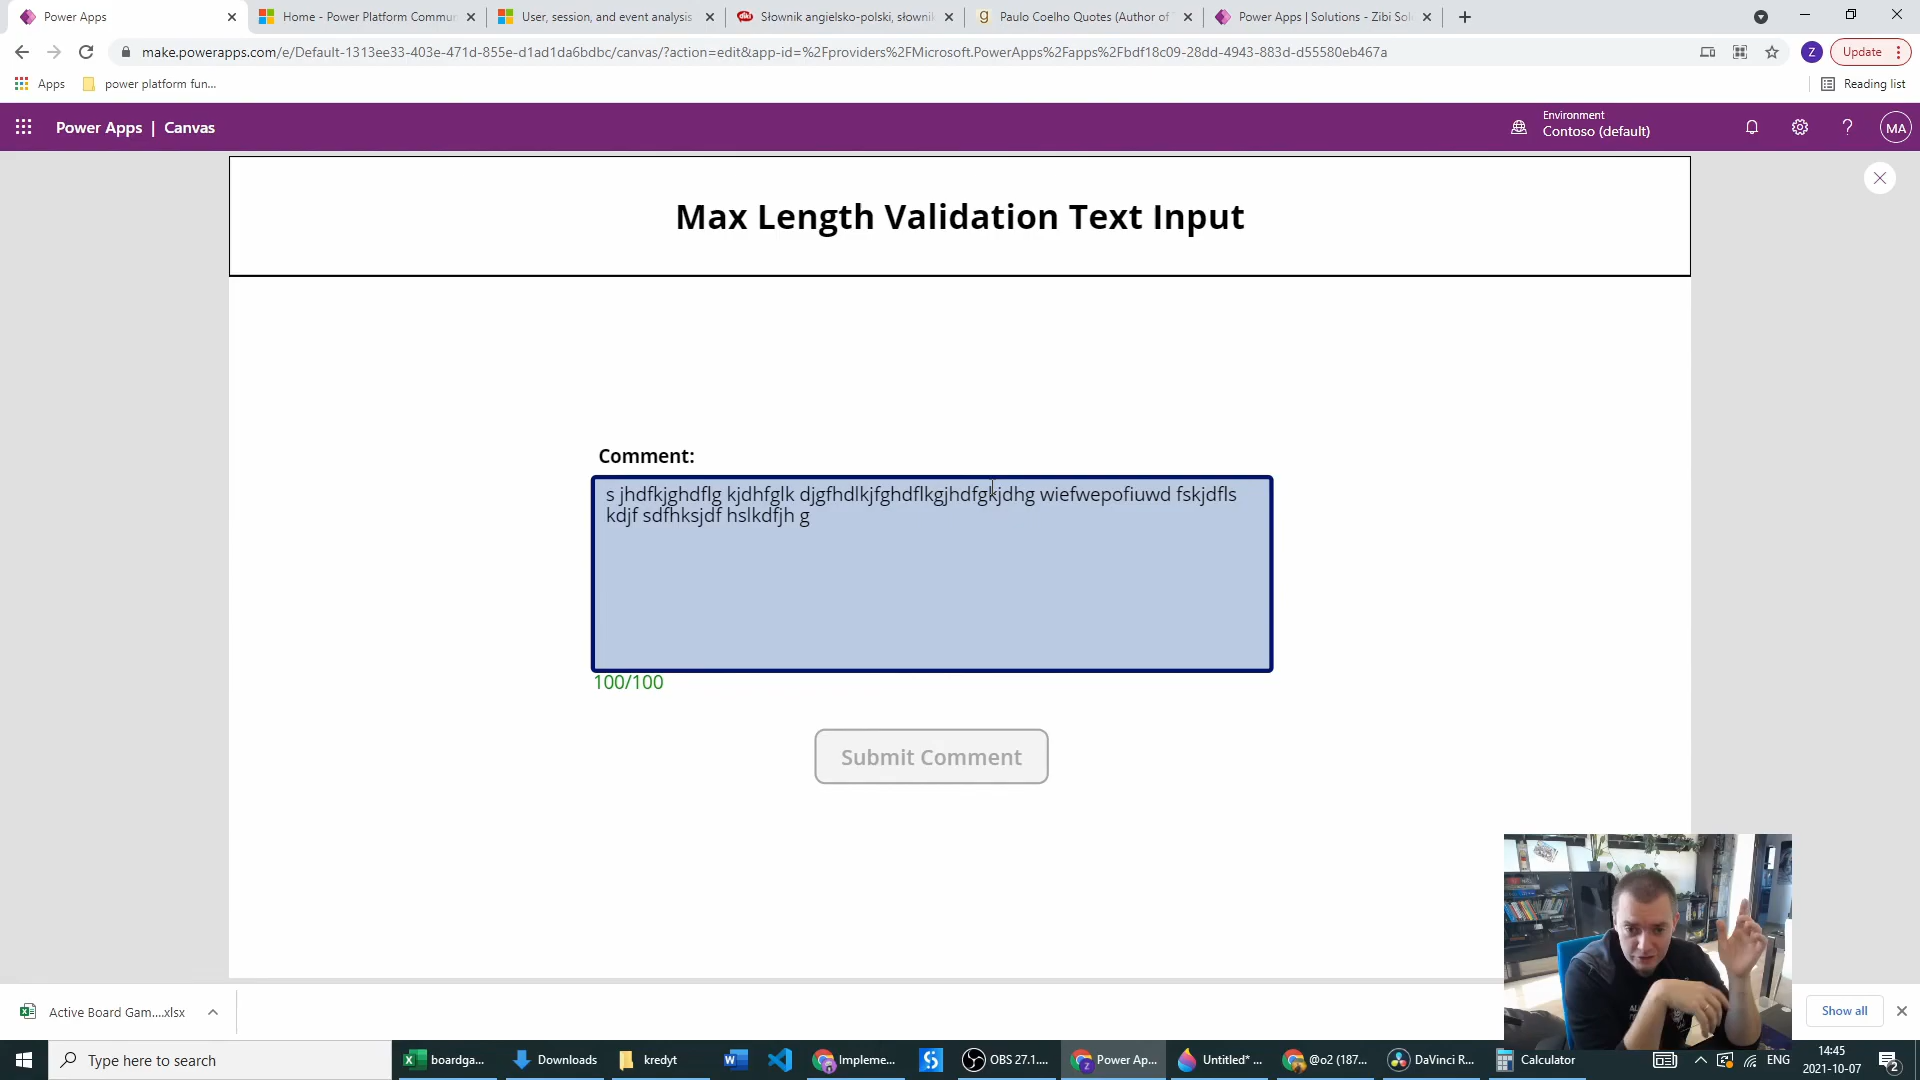 Power Apps
Home - Power Platform Commun
User, session, and event analysis
Słownik angielsko-polski, słownik
Paulo Coelho Quotes (Author of
Power Apps | Solutions - Zibi Sol
make.powerapps.com/e/Default-1313ee33-403e-471d-855e-d1ad1da6bdbc/canvas/?action=edit&app-id=%2Fproviders%2FMicrosoft.PowerApps%2Fapps%2Fbdf18c09-28dd-4943-883d-d55580eb467a
Z
Update
Apps
power platform fun...
Reading list
Power Apps | Canvas
Environment
Contoso (default)
MA
Max Length Validation Text Input
Comment:
s jhdfkjghdflg kjdhfglk djgfhdlkjfghdflkgjhdfgkjdhg wiefwepofiuwd fskjdfls
kdjf sdfhksjdf hslkdfjh g
100/100
Submit Comment
Active Board Gam....xlsx
Show all
Type here to search
boardga...
Downloads
kredyt
Impleme...
OBS 27.1....
Power Ap...
Untitled* ...
@o2 (187...
DaVinci R...
Calculator
ENG
14:45
2021-10-07
2